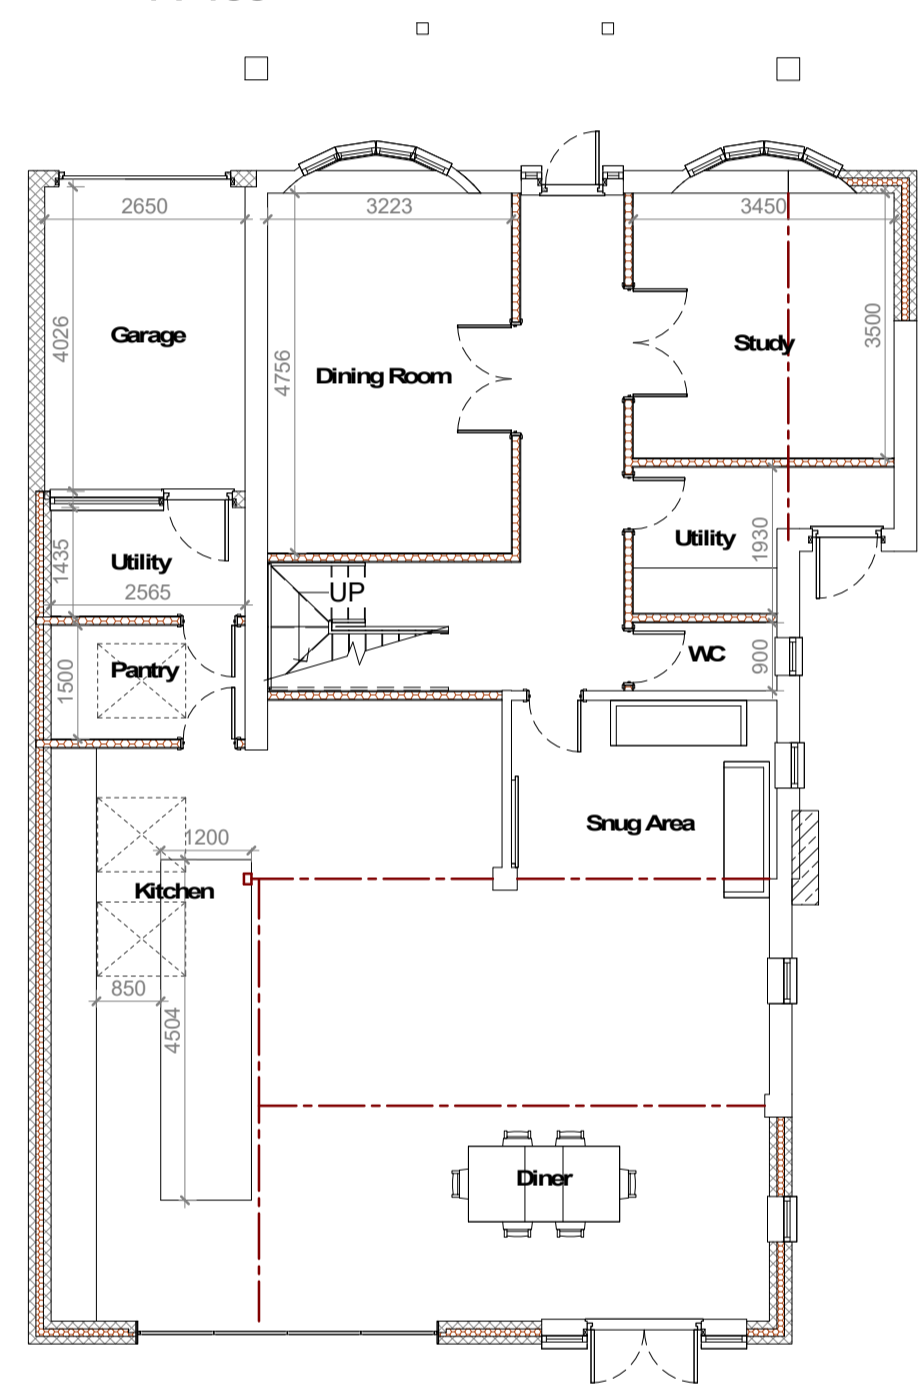 2650
3223
3450
4026
Garage
4756
Dining Room
Study
3500
Utility
1435
2565
UP
Utility
1930
Pantry
1500
WC
900
Snug Area
1200
Kitchen
850
4504
Diner